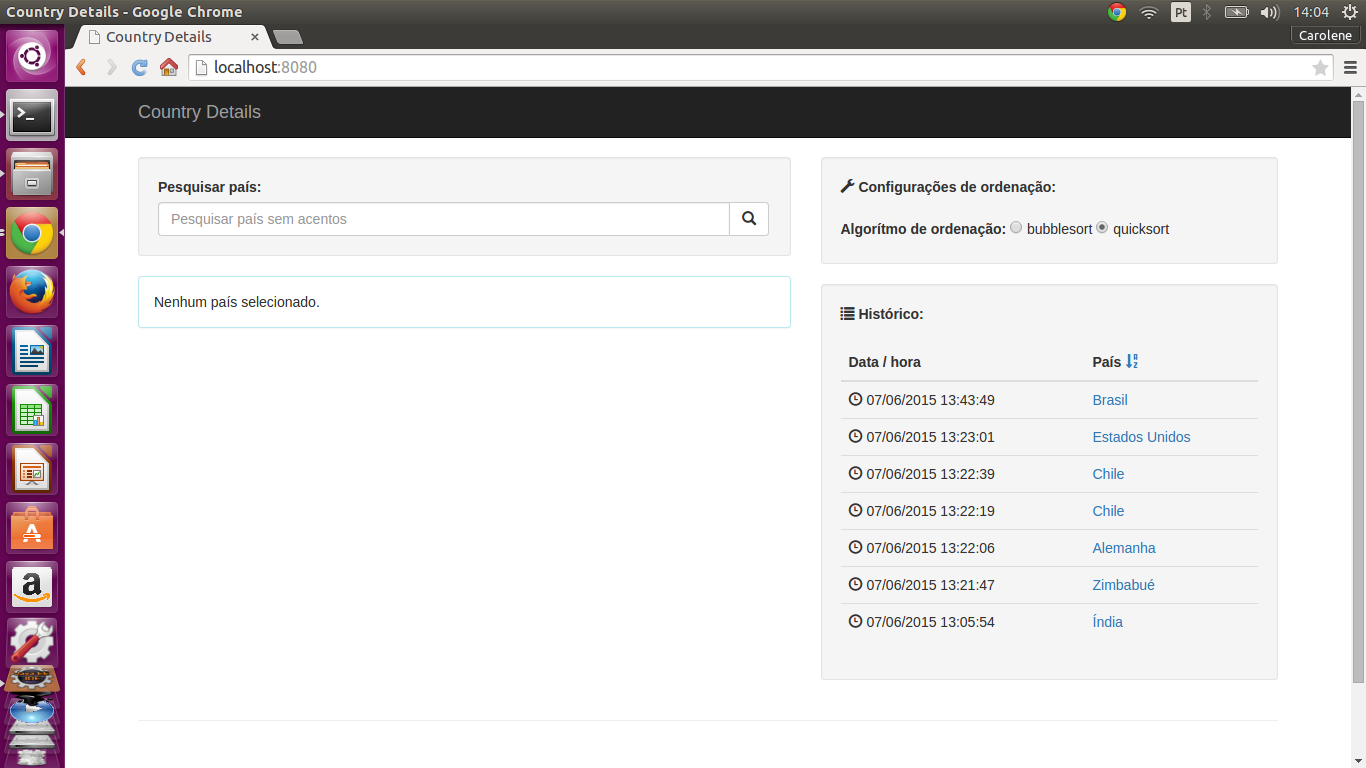 Country Details - Google Chrome
Pt
14:04
Country Details
Carolene
localhost:8080
Country Details
Pesquisar país:
Pesquisar país sem acentos
Nenhum país selecionado.
Configurações de ordenação:
Algorítmo de ordenação: bubblesort quicksort
Histórico:
Data / hora País
07/06/2015 13:43:49 Brasil
07/06/2015 13:23:01 Estados Unidos
07/06/2015 13:22:39 Chile
07/06/2015 13:22:19 Chile
07/06/2015 13:22:06 Alemanha
07/06/2015 13:21:47 Zimbabué
07/06/2015 13:05:54 Índia